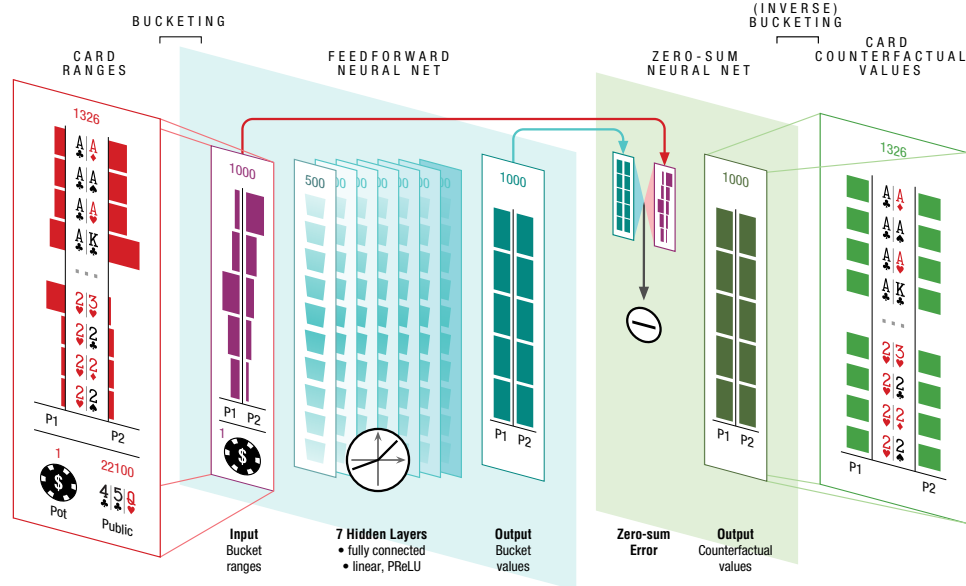 BUCKETING
(INVERSE)
BUCKETING
CARD
RANGES
FEEDFORWARD
NEURAL NET
ZERO-SUM
NEURAL NET
CARD
COUNTERFACTUAL
VALUES
1326
A A
A A
A A
A K
2 3
2 2
2 2
2 2
P1 P2
1
$
Pot
22100
4 5 Q
Public
1000
P1 P2
1
$
500
1000
P1 P2
1000
P1 P2
1326
A A
A A
A A
A K
2 3
2 2
2 2
2 2
P1 P2
Input
Bucket
ranges
7 Hidden Layers
• fully connected
• linear, PReLU
Output
Bucket
values
Zero-sum
Error
Output
Counterfactual
values